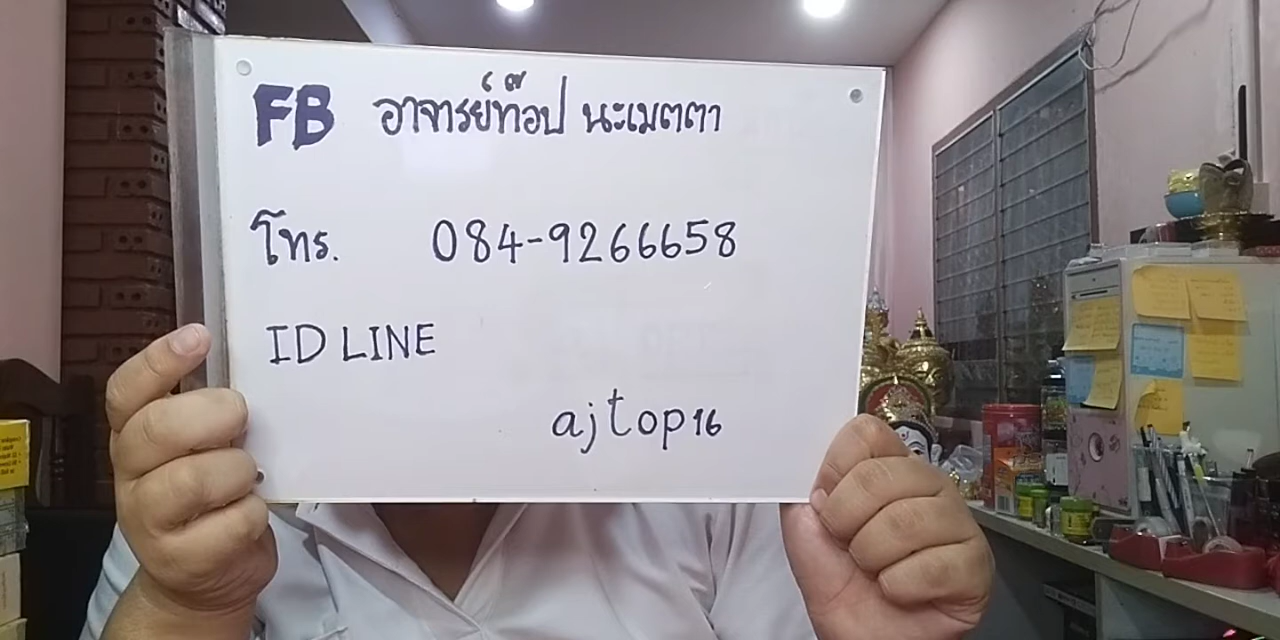 FB อาจารย์ท๊อป นะเมตตา
โทร. 084-9266658
ID LINE
ajtop16